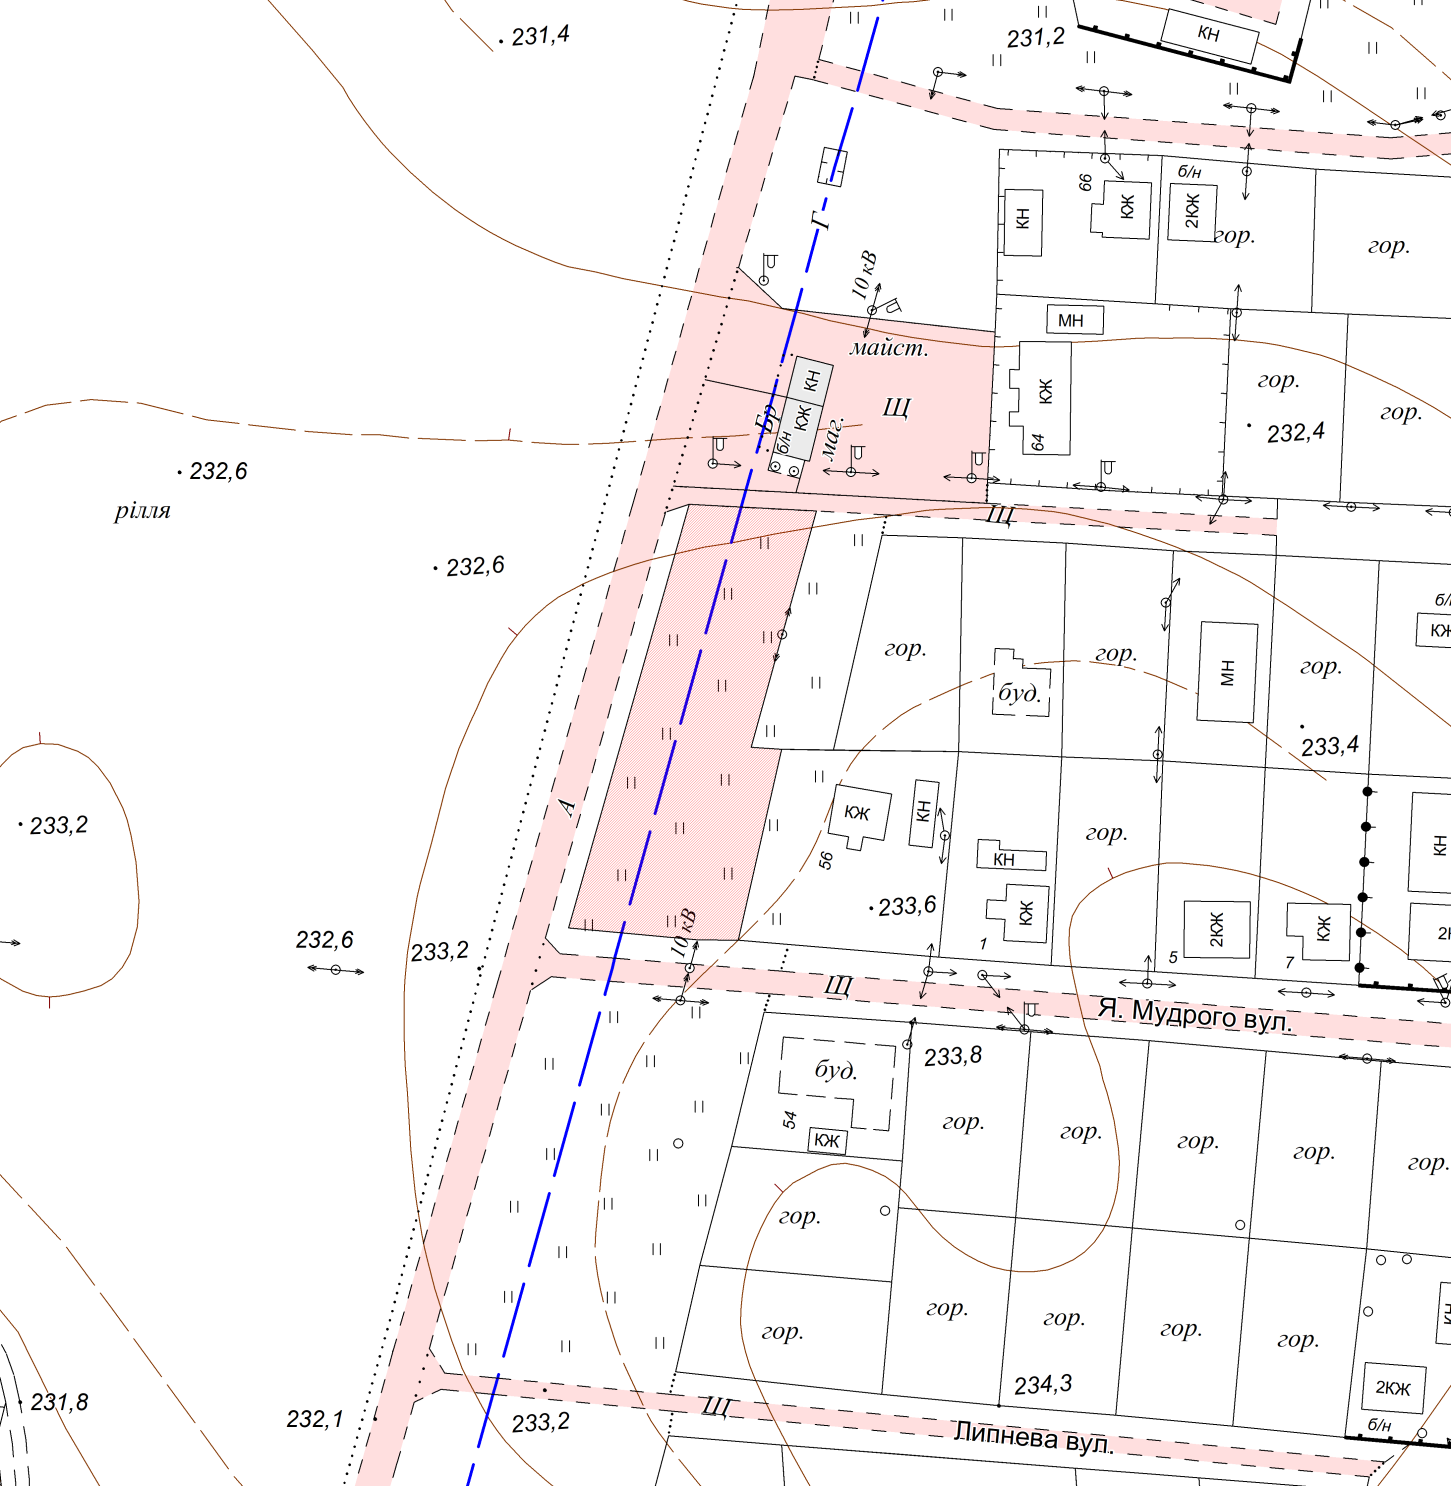 231,4
231,2
КН
66
б/н
КН
КЖ
2КЖ
гор.
гор.
Г
10 кВ
МН
майст.
КН
КЖ
гор.
гор.
Щ
Бр.
б/н
КЖ
маг.
64
232,4
232,6
рілля
Щ
232,6
б/н
КЖ
гор.
гор.
МН
гор.
буд.
233,4
А
233,2
КЖ
КН
гор.
КН
56
КН
233,6
КЖ
2КЖ
КЖ
1
5
7
10 кВ
232,6
233,2
Щ
Я. Мудрого вул.
233,8
буд.
54
КЖ
гор.
гор.
гор.
гор.
гор.
гор.
гор.
гор.
гор.
гор.
гор.
234,3
2КЖ
б/н
231,8
232,1
233,2
Щ
Липнева вул.